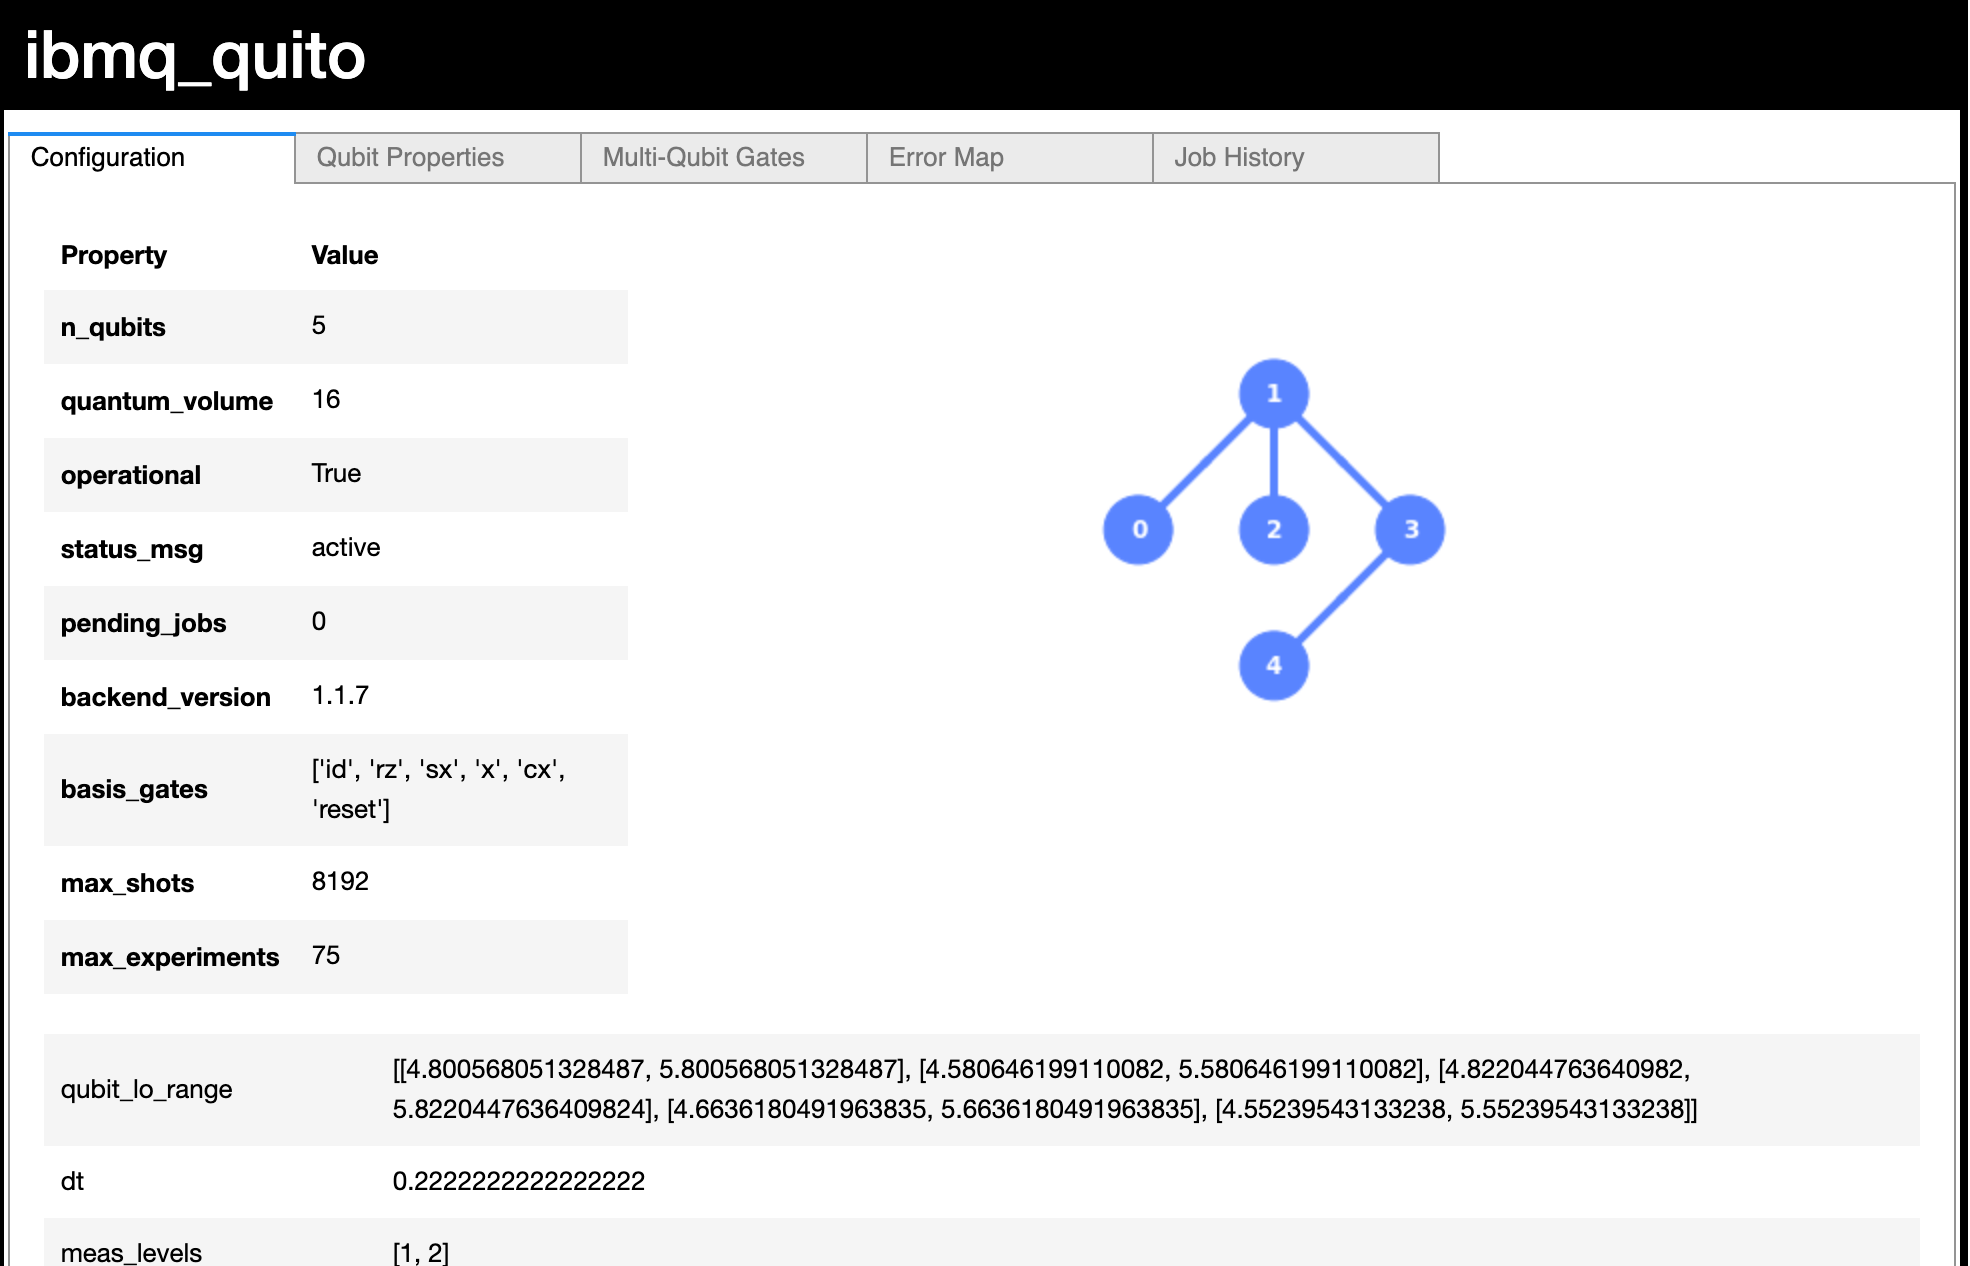 ibmq_quito
Configuration
Qubit Properties
Multi-Qubit Gates
Error Map
Job History
Property Value
n_qubits 5
quantum_volume 16
operational True
status_msg active
pending_jobs 0
backend_version 1.1.7
basis_gates ['id', 'rz', 'sx', 'x', 'cx',
'reset']
max_shots 8192
max_experiments 75
1
0 2 3
4
qubit_lo_range [[4.800568051328487, 5.800568051328487], [4.580646199110082, 5.580646199110082], [4.822044763640982,
5.8220447636409824], [4.6636180491963835, 5.6636180491963835], [4.55239543133238, 5.55239543133238]]
dt 0.2222222222222222
meas_levels [1, 2]